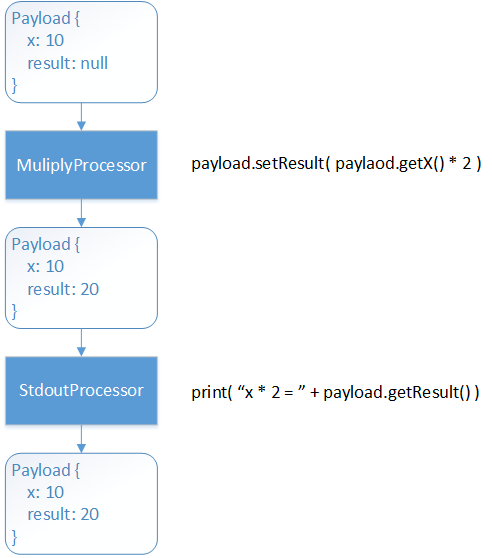 Payload {
x: 10
result: null
}
MuliplyProcessor
payload.setResult( paylaod.getX() * 2 )
Payload {
x: 10
result: 20
}
StdoutProcessor
print( “x * 2 = ” + payload.getResult() )
Payload {
x: 10
result: 20
}